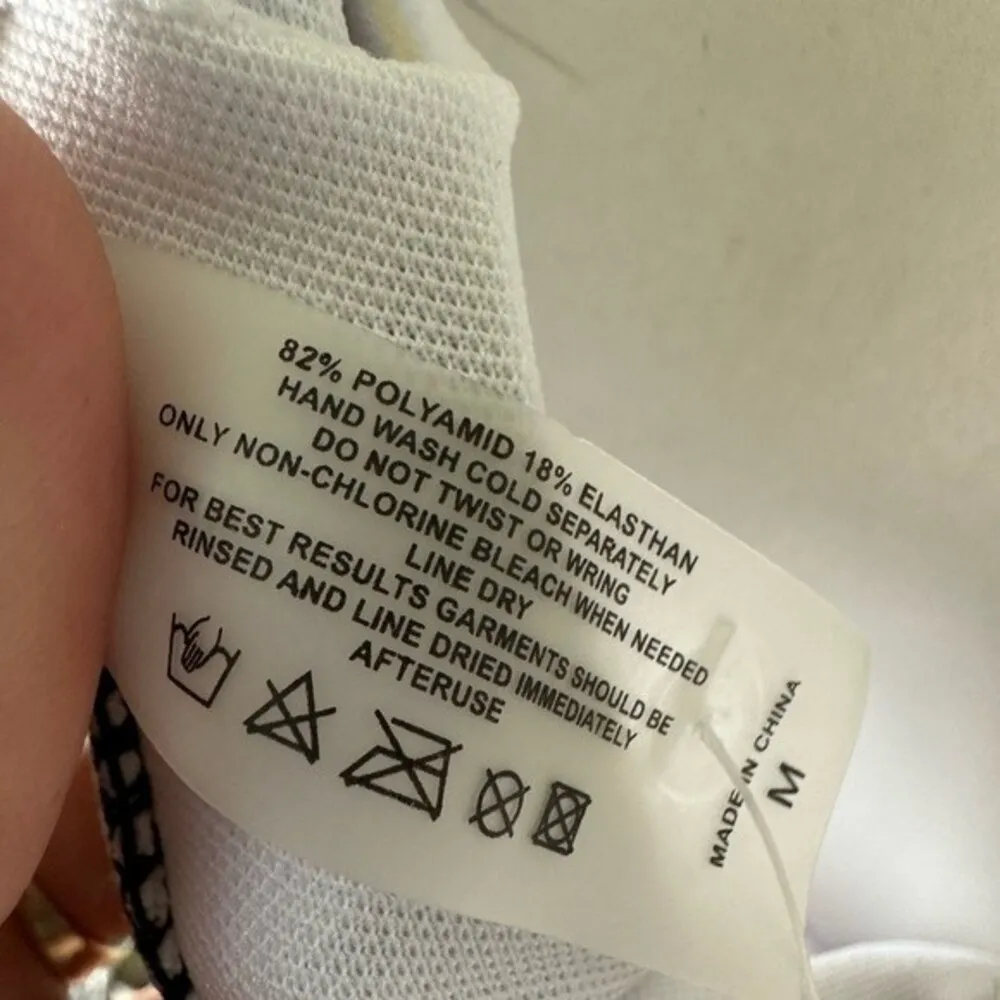 82% POLYAMID 18% ELASTHAN
HAND WASH COLD SEPARATELY
DO NOT TWIST OR WRING
ONLY NON-CHLORINE BLEACH WHEN NEEDED
LINE DRY
FOR BEST RESULTS GARMENTS SHOULD BE
RINSED AND LINE DRIED IMMEDIATELY
AFTERUSE
MADE IN CHINA
M